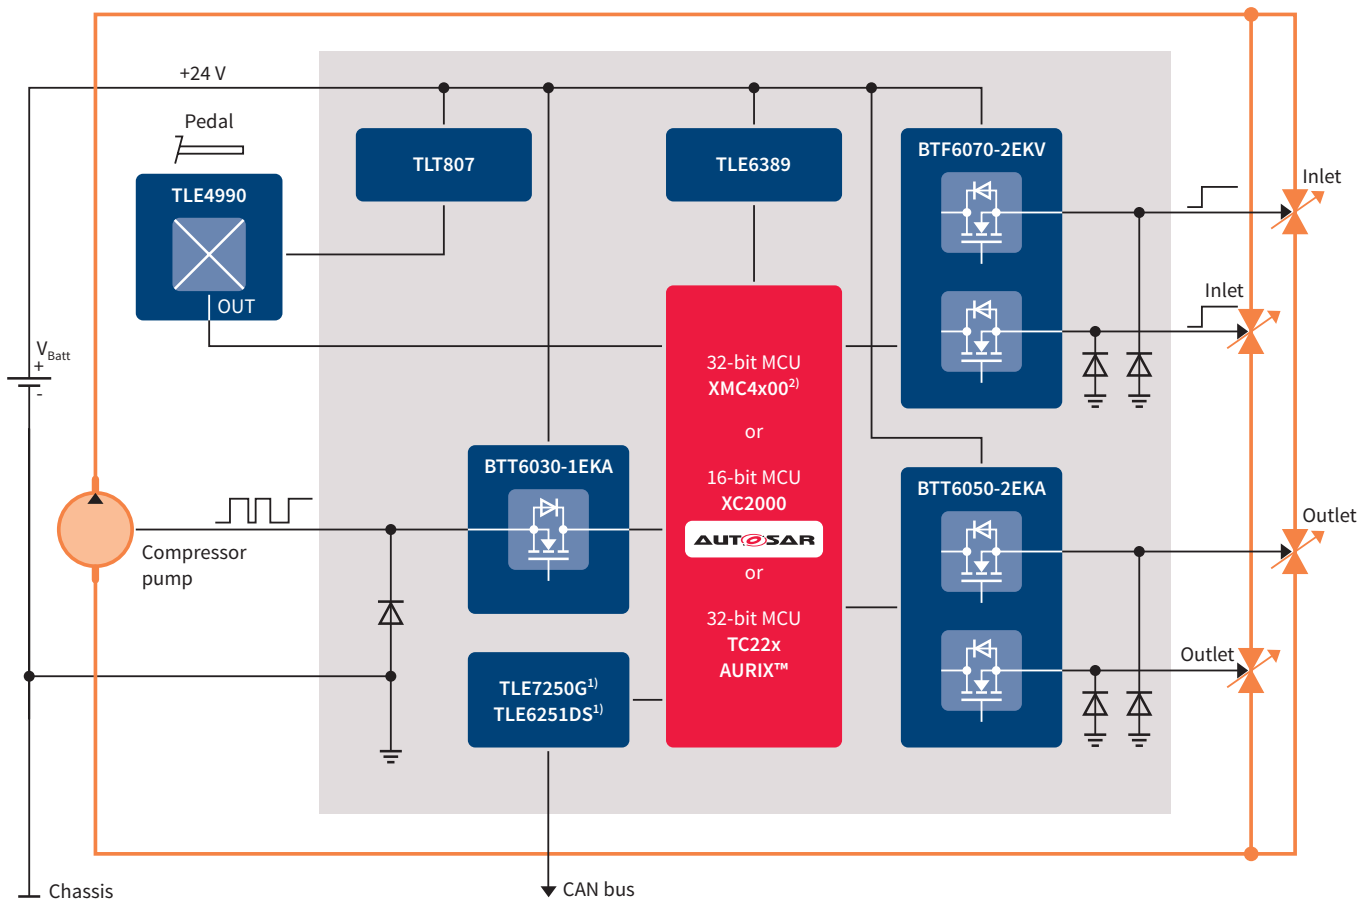 +24 V
Pedal
TLE4990
OUT
TLT807
TLE6389
BTF6070-2EKV
Inlet
Inlet
V_Batt
+
-
32-bit MCU
XMC4x00²⁾
or
16-bit MCU
XC2000
AUTOSAR
or
32-bit MCU
TC22x
AURIX™
BTT6030-1EKA
BTT6050-2EKA
Compressor
pump
Outlet
Outlet
TLE7250G¹⁾
TLE6251DS¹⁾
Chassis
CAN bus